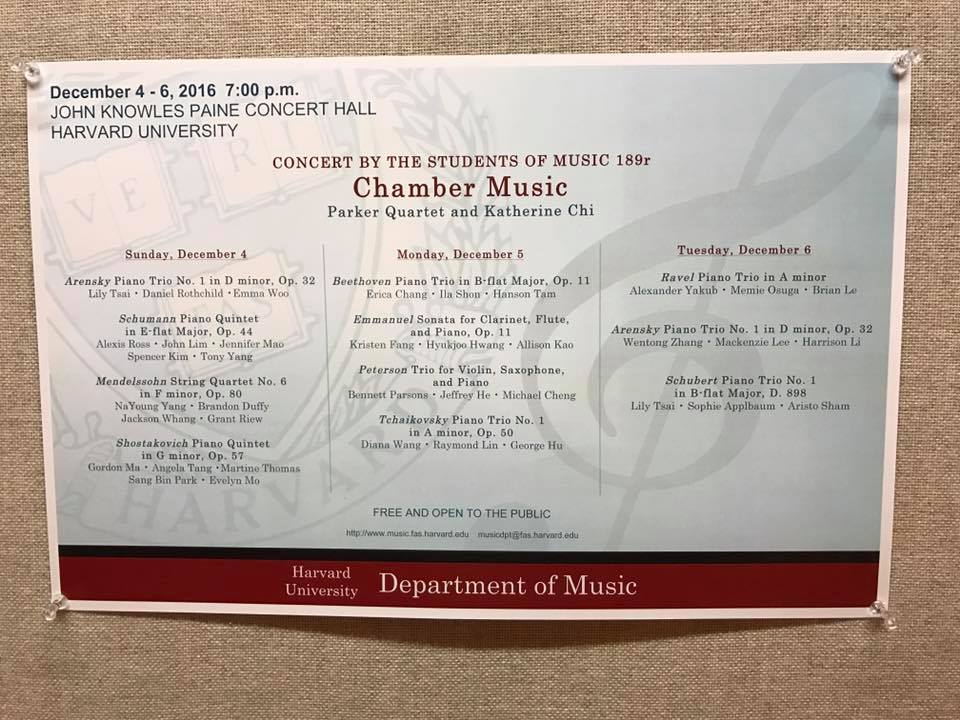 December 4 - 6, 2016 7:00 p.m.
JOHN KNOWLES PAINE CONCERT HALL
HARVARD UNIVERSITY
CONCERT BY THE STUDENTS OF MUSIC 189r
Chamber Music
Parker Quartet and Katherine Chi
Sunday, December 4
Arensky Piano Trio No. 1 in D minor, Op. 32
Lily Tsai • Daniel Rothchild • Emma Woo
Schumann Piano Quintet
in E-flat Major, Op. 44
Alexis Ross • John Lim • Jennifer Mao
Spencer Kim • Tony Yang
Mendelssohn String Quartet No. 6
in F minor, Op. 80
NaYoung Yang • Brandon Duffy
Jackson Whang • Grant Riew
Shostakovich Piano Quintet
in G minor, Op. 57
Gordon Ma • Angela Tang • Martine Thomas
Sang Bin Park • Evelyn Mo
Monday, December 5
Beethoven Piano Trio in B-flat Major, Op. 11
Erica Chang • Ila Shon • Hanson Tam
Emmanuel Sonata for Clarinet, Flute,
and Piano, Op. 11
Kristen Fang • Hyukjoo Hwang • Allison Kao
Peterson Trio for Violin, Saxophone,
and Piano
Bennett Parsons • Jeffrey He • Michael Cheng
Tchaikovsky Piano Trio No. 1
in A minor, Op. 50
Diana Wang • Raymond Lin • George Hu
Tuesday, December 6
Ravel Piano Trio in A minor
Alexander Yakub • Memie Osuga • Brian Le
Arensky Piano Trio No. 1 in D minor, Op. 32
Wentong Zhang • Mackenzie Lee • Harrison Li
Schubert Piano Trio No. 1
in B-flat Major, D. 898
Lily Tsai • Sophie Applbaum • Aristo Sham
FREE AND OPEN TO THE PUBLIC
http://www.music.fas.harvard.edu musicdpt@fas.harvard.edu
Harvard
University
Department of Music
VE RI
HARVARD